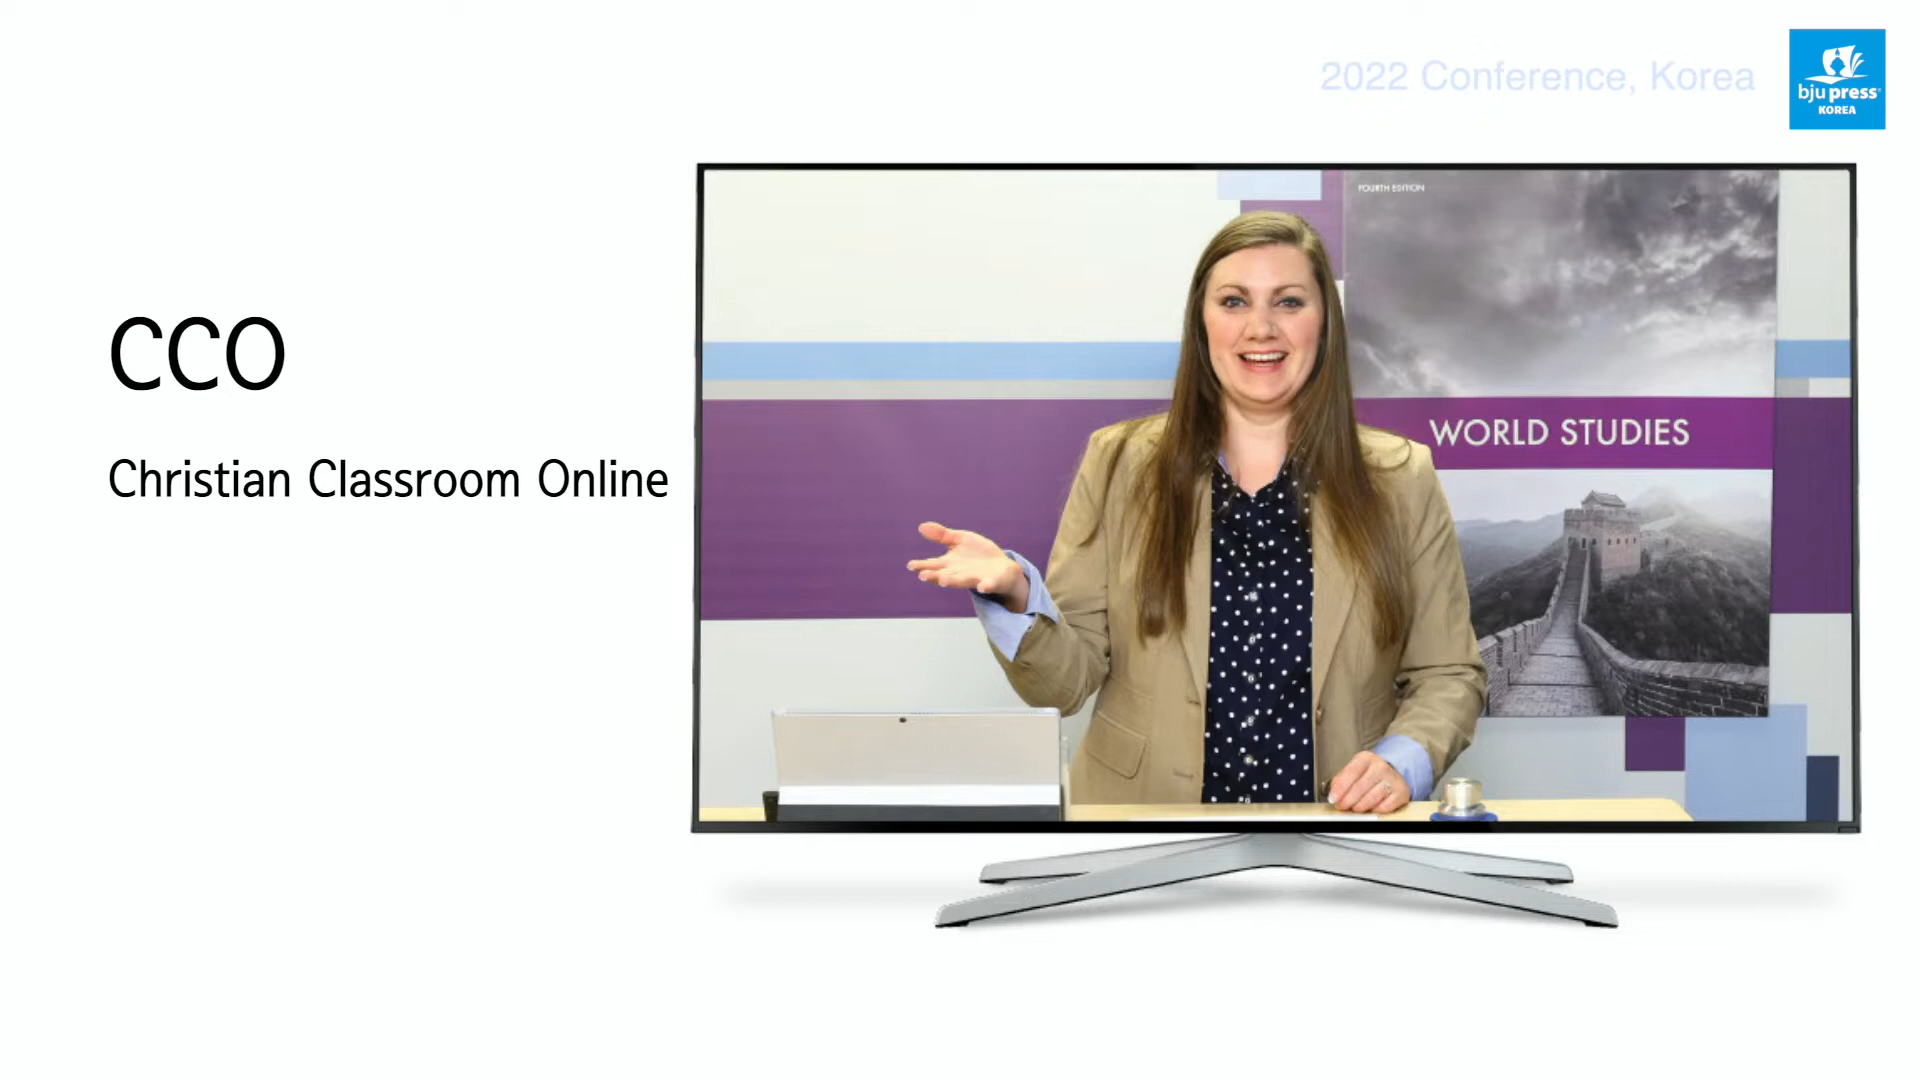 2022 Conference, Korea
bju press
KOREA
CCO
Christian Classroom Online
FOURTH EDITION
WORLD STUDIES